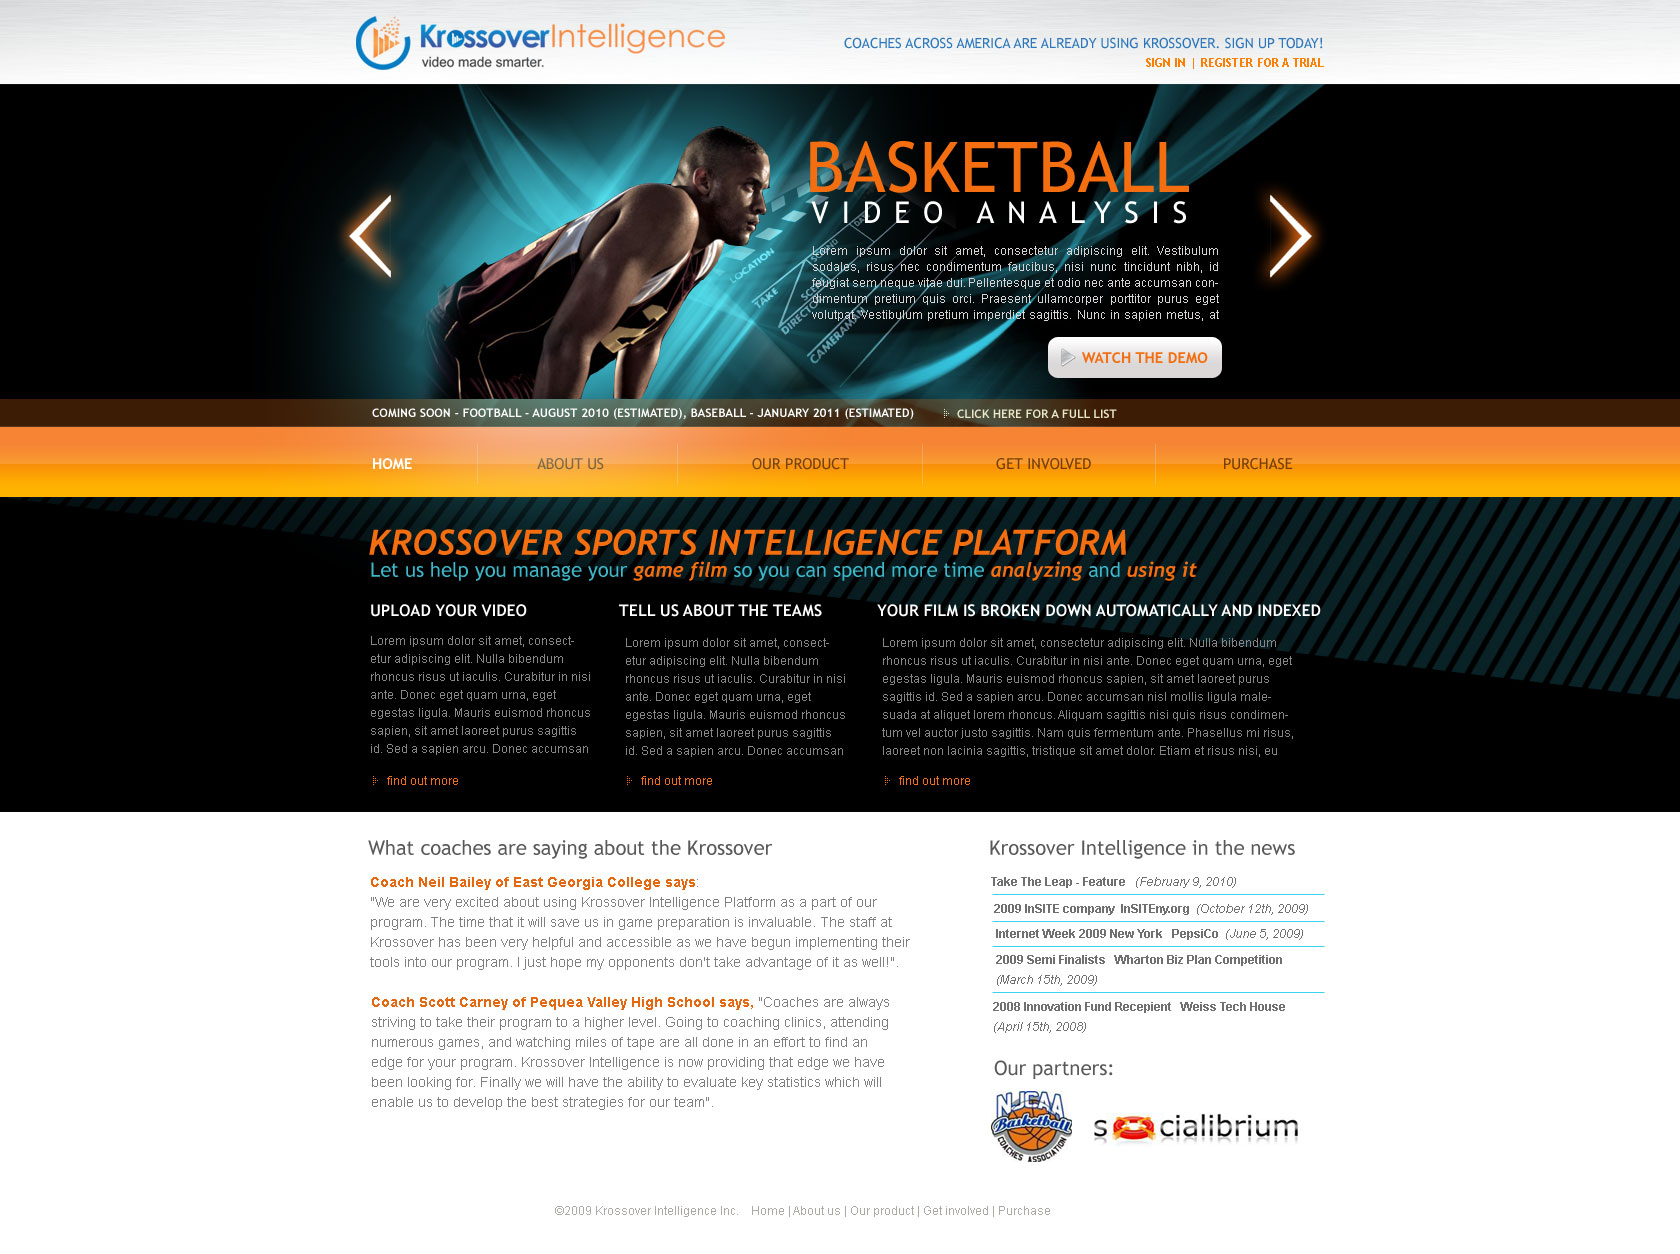 KrossoverIntelligence
video made smarter.
COACHES ACROSS AMERICA ARE ALREADY USING KROSSOVER. SIGN UP TODAY!
SIGN IN | REGISTER FOR A TRIAL
BASKETBALL
VIDEO ANALYSIS
Lorem ipsum dolor sit amet, consectetur adipiscing elit. Vestibulum
sodales, risus nec condimentum faucibus, nisi nunc tincidunt nibh, id
feugiat sem neque vitae dui. Pellentesque et odio nec ante accumsan con-
dimentum pretium quis orci. Praesent ullamcorper porttitor purus eget
volutpat. Vestibulum pretium imperdiet sagittis. Nunc in sapien metus, at
LOCATION
TAKE
SCENE
DIRECTOR
CAMERAMAN
WATCH THE DEMO
COMING SOON - FOOTBALL - AUGUST 2010 (ESTIMATED), BASEBALL - JANUARY 2011 (ESTIMATED)
CLICK HERE FOR A FULL LIST
HOME
ABOUT US
OUR PRODUCT
GET INVOLVED
PURCHASE
KROSSOVER SPORTS INTELLIGENCE PLATFORM
Let us help you manage your game film so you can spend more time analyzing and using it
UPLOAD YOUR VIDEO
Lorem ipsum dolor sit amet, consect-
etur adipiscing elit. Nulla bibendum
rhoncus risus ut iaculis. Curabitur in nisi
ante. Donec eget quam urna, eget
egestas ligula. Mauris euismod rhoncus
sapien, sit amet laoreet purus sagittis
id. Sed a sapien arcu. Donec accumsan
find out more
TELL US ABOUT THE TEAMS
Lorem ipsum dolor sit amet, consect-
etur adipiscing elit. Nulla bibendum
rhoncus risus ut iaculis. Curabitur in nisi
ante. Donec eget quam urna, eget
egestas ligula. Mauris euismod rhoncus
sapien, sit amet laoreet purus sagittis
id. Sed a sapien arcu. Donec accumsan
find out more
YOUR FILM IS BROKEN DOWN AUTOMATICALLY AND INDEXED
Lorem ipsum dolor sit amet, consectetur adipiscing elit. Nulla bibendum
rhoncus risus ut iaculis. Curabitur in nisi ante. Donec eget quam urna, eget
egestas ligula. Mauris euismod rhoncus sapien, sit amet laoreet purus
sagittis id. Sed a sapien arcu. Donec accumsan nisl mollis ligula male-
suada at aliquet lorem rhoncus. Aliquam sagittis nisi quis risus condimen-
tum vel auctor justo sagittis. Nam quis fermentum ante. Phasellus mi risus,
laoreet non lacinia sagittis, tristique sit amet dolor. Etiam et risus nisi, eu
find out more
What coaches are saying about the Krossover
Coach Neil Bailey of East Georgia College says:
"We are very excited about using Krossover Intelligence Platform as a part of our
program. The time that it will save us in game preparation is invaluable. The staff at
Krossover has been very helpful and accessible as we have begun implementing their
tools into our program. I just hope my opponents don't take advantage of it as well!".
Coach Scott Carney of Pequea Valley High School says, "Coaches are always
striving to take their program to a higher level. Going to coaching clinics, attending
numerous games, and watching miles of tape are all done in an effort to find an
edge for your program. Krossover Intelligence is now providing that edge we have
been looking for. Finally we will have the ability to evaluate key statistics which will
enable us to develop the best strategies for our team".
Krossover Intelligence in the news
Take The Leap - Feature (February 9, 2010)
2009 InSITE company InSITEny.org (October 12th, 2009)
Internet Week 2009 New York PepsiCo (June 5, 2009)
2009 Semi Finalists Wharton Biz Plan Competition
(March 15th, 2009)
2008 Innovation Fund Recepient Weiss Tech House
(April 15th, 2008)
Our partners:
NJCAA
Basketball
COACHES ASSOCIATION
socialibrium
©2009 Krossover Intelligence Inc. Home | About us | Our product | Get involved | Purchase